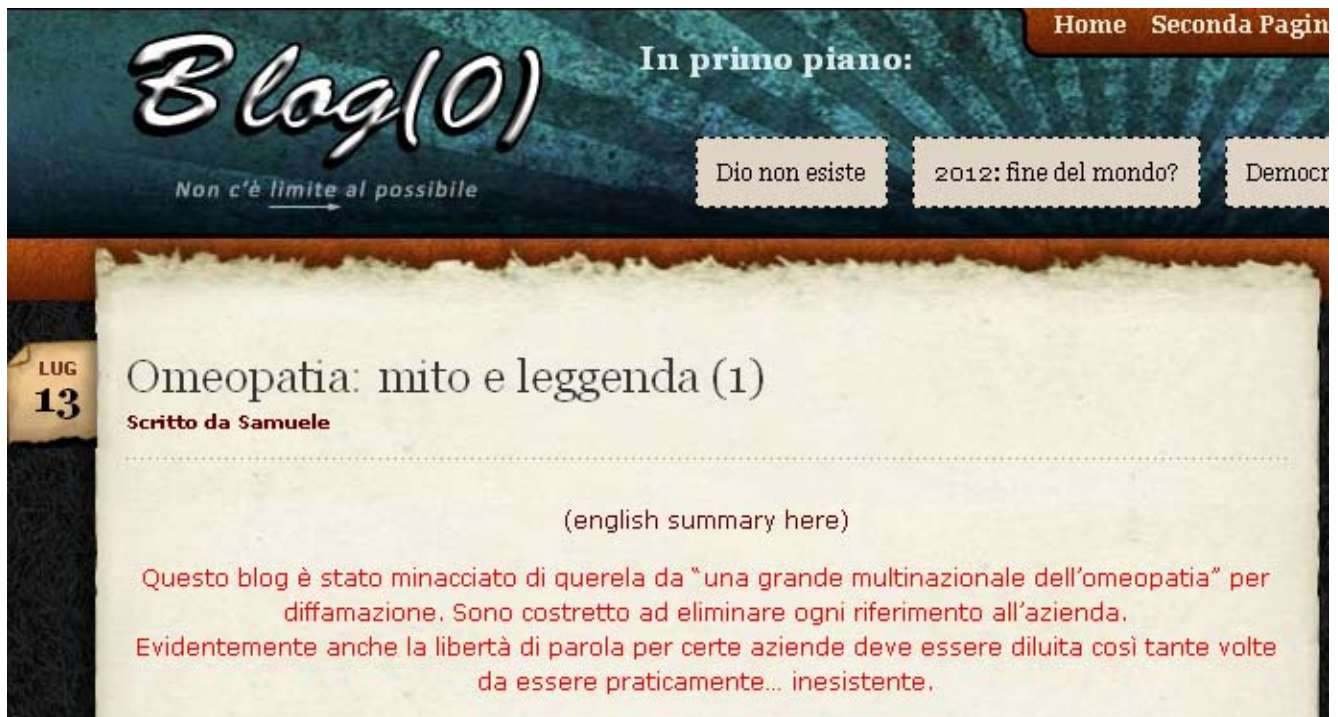 Home Seconda Pagin
In primo piano:
Blog(0)
Non c'è limite al possibile
Dio non esiste
2012: fine del mondo?
Democr
LUG
13
Omeopatia: mito e leggenda (1)
Scritto da Samuele
(english summary here)
Questo blog è stato minacciato di querela da “una grande multinazionale dell’omeopatia” per
diffamazione. Sono costretto ad eliminare ogni riferimento all’azienda.
Evidentemente anche la libertà di parola per certe aziende deve essere diluita così tante volte
da essere praticamente… inesistente.